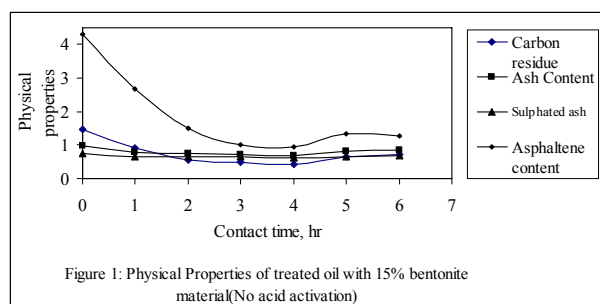 Physical
properties
4
3
2
1
0
0 1 2 3 4 5 6 7
Contact time, hr
Carbon
residue
Ash Content
Sulphated ash
Asphaltene
content
Figure 1: Physical Properties of treated oil with 15% bentonite
material(No acid activation)